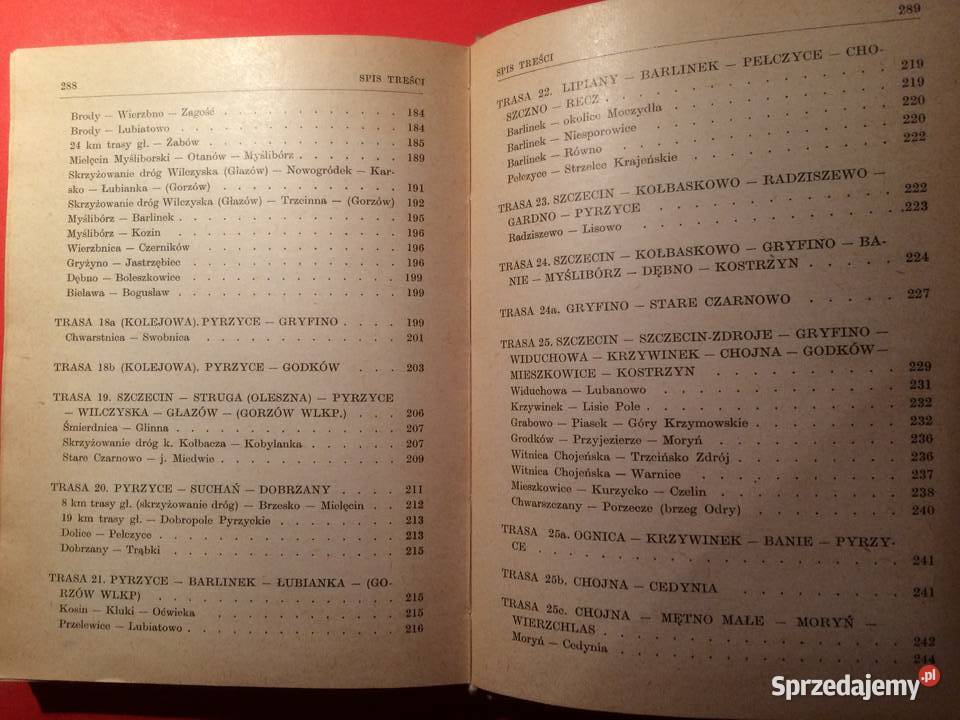 288 SPIS TREŚCI
Brody — Wierzbno — Zagość . . . . . . . . . . . 184
Brody — Lubiatowo . . . . . . . . . . . 184
24 km trasy gł. — Żabów . . . . . . . . . . . 185
Mielęcin Myśliborski — Otanów — Myślibórz . . . . . . . 189
Skrzyżowanie dróg Wilczyska (Głazów) — Nowogródek — Kar-
sko — Lubianka — (Gorzów) . . . . . . . . . . 191
Skrzyżowanie dróg Wilczyska (Głazów) — Trzcinna — (Gorzów) 192
Myślibórz — Barlinek . . . . . . . . . . . 195
Myślibórz — Kozin . . . . . . . . . . . 196
Wierzbnica — Czerników . . . . . . . . . . . 196
Gryżyno — Jastrzębiec . . . . . . . . . . . 196
Dębno — Boleszkowice . . . . . . . . . . . 199
Bielawa — Bogusław . . . . . . . . . . . 199
TRASA 18a (KOLEJOWA). PYRZYCE — GRYFINO . . . . 199
Chwarstnica — Swobnica . . . . . . . . . . 201
TRASA 18b (KOLEJOWA). PYRZYCE — GODKÓW . . . . 203
TRASA 19. SZCZECIN — STRUGA (OLESZNA) — PYRZYCE
— WILCZYSKA — GŁAZÓW — (GORZÓW WLKP.) . . . . 206
Śmierdnica — Glinna . . . . . . . . . . . 207
Skrzyżowanie dróg k. Kołbacza — Kobylanka . . . . . . 207
Stare Czarnowo — j. Miedwie . . . . . . . . . . 209
TRASA 20. PYRZYCE — SUCHAŃ — DOBRZANY . . . . 211
8 km trasy gł. (skrzyżowanie dróg) — Brzesko — Mielęcin . . 212
19 km trasy gł. — Dobropole Pyrzyckie . . . . . . . 213
Dolice — Pełczyce . . . . . . . . . . . 213
Dobrzany — Trąbki . . . . . . . . . . . 215
TRASA 21. PYRZYCE — BARLINEK — ŁUBIANKA — (GO-
RZÓW WLKP) . . . . . . . . . . . 215
Kosin — Kluki — Oćwieka . . . . . . . . . . 215
Przelewice — Lubiatowo . . . . . . . . . . . 216
SPIS TREŚCI 289
TRASA 22. LIPIANY — BARLINEK — PEŁCZYCE — CHO-
SZCZNO — RECZ . . . . . . . . . . . 219
Barlinek — okolice Moczydła . . . . . . . . . . 219
Barlinek — Niesporowice . . . . . . . . . . 220
Barlinek — Równo . . . . . . . . . . . 220
Pełczyce — Strzelce Krajeńskie . . . . . . . . . . 222
TRASA 23. SZCZECIN — KOŁBASKOWO — RADZISZEWO —
GARDNO — PYRZYCE . . . . . . . . . . 222
Radziszewo — Lisowo . . . . . . . . . . . 223
TRASA 24. SZCZECIN — KOŁBASKOWO — GRYFINO — BA-
NIE — MYŚLIBÓRZ — DĘBNO — KOSTRZYN . . . . . 224
TRASA 24a. GRYFINO — STARE CZARNOWO . . . . . 227
TRASA 25. SZCZECIN — SZCZECIN-ZDROJE — GRYFINO —
WIDUCHOWA — KRZYWINEK — CHOJNA — GODKÓW —
MIESZKOWICE — KOSTRZYN . . . . . . . . 229
Widuchowa — Lubanowo . . . . . . . . . . 231
Krzywinek — Lisie Pole . . . . . . . . . . 232
Grabowo — Piasek — Góry Krzymowskie . . . . . . . 232
Grodków — Przyjezierze — Moryń . . . . . . . . 236
Witnica Chojeńska — Trzcińsko Zdrój . . . . . . . . 236
Witnica Chojeńska — Warnice . . . . . . . . . 237
Mieszkowice — Kurzycko — Czelin . . . . . . . . 238
Chwarszczany — Porzecze (brzeg Odry) . . . . . . . 240
TRASA 25a. OGNICA — KRZYWINEK — BANIE — PYRZY-
CE . . . . . . . . . . . 241
TRASA 25b. CHOJNA — CEDYNIA . . . . . . . 241
TRASA 25c. CHOJNA — MĘTNO MAŁE — MORYŃ —
WIERZCHLAS . . . . . . . . . . . 242
Moryń — Cedynia . . . . . . . . . . . 244
Sprzedajemy.pl